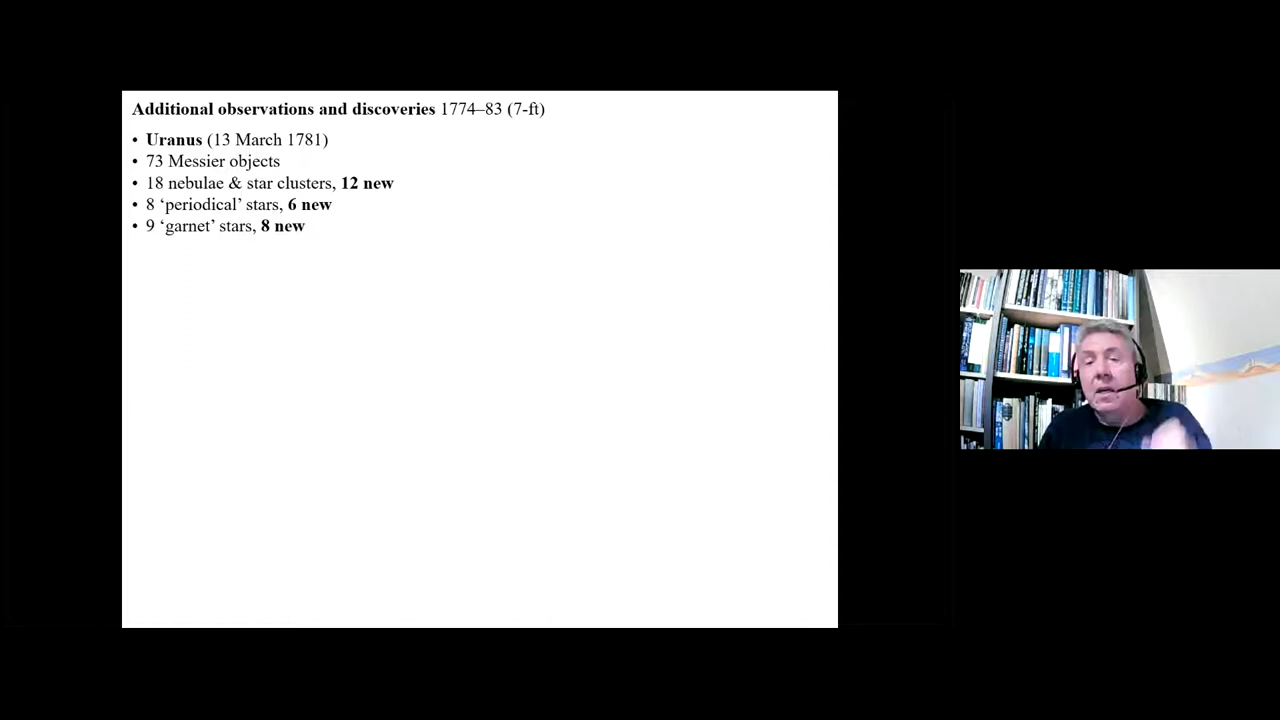 Additional observations and discoveries 1774–83 (7-ft)
• Uranus (13 March 1781)
• 73 Messier objects
• 18 nebulae & star clusters, 12 new
• 8 ‘periodical’ stars, 6 new
• 9 ‘garnet’ stars, 8 new